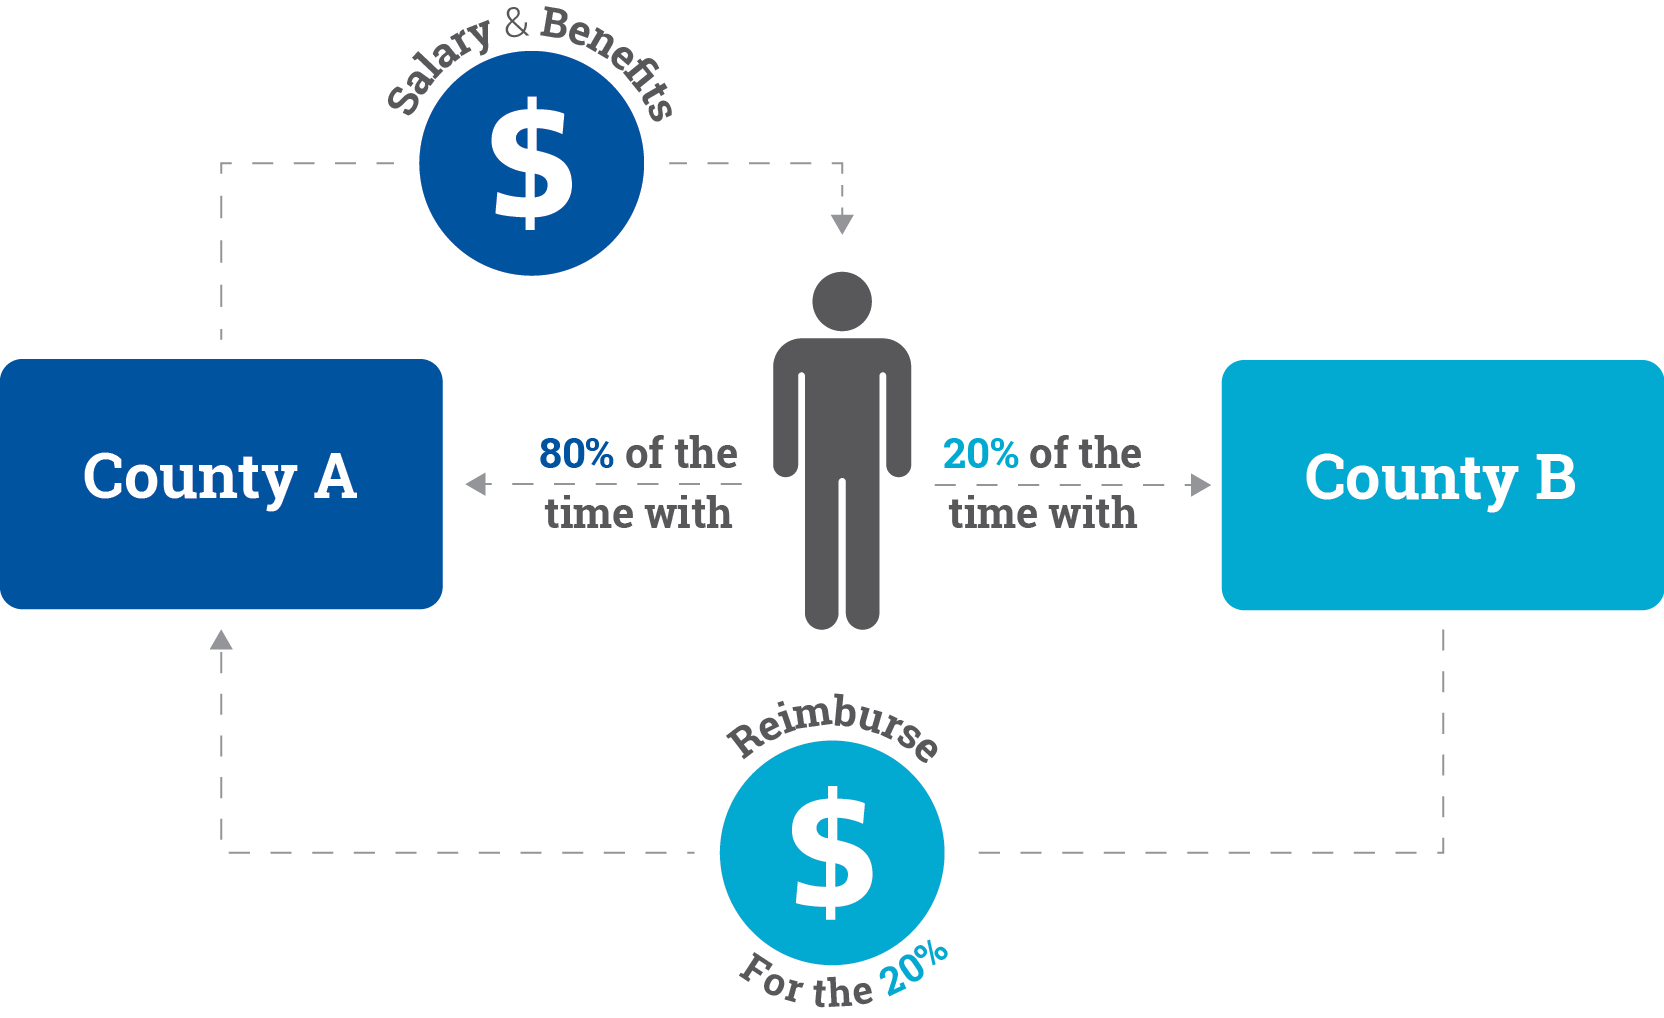 Salary & Benefits
$
County A
80% of the
time with
20% of the
time with
County B
Reimburse
$
For the 20%